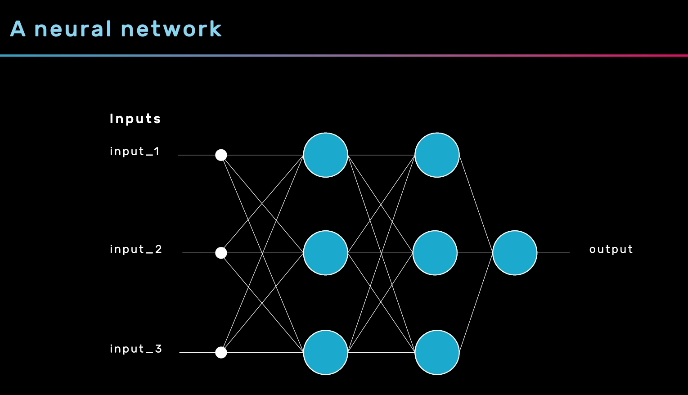 A neural network
Inputs
input_1
input_2
input_3
output